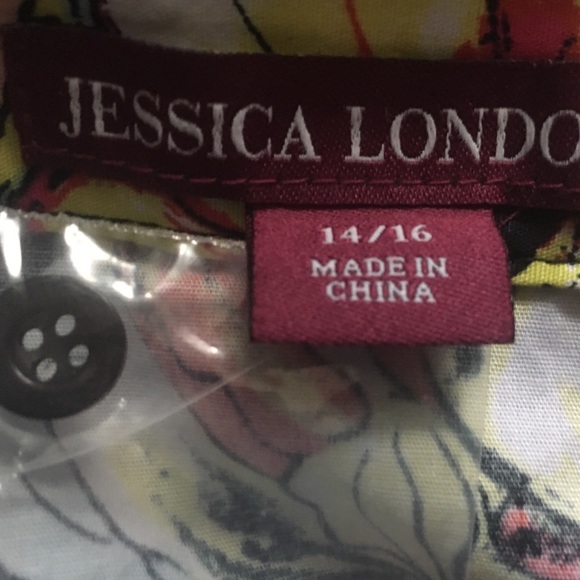 JESSICA LONDO
14/16
MADE IN
CHINA